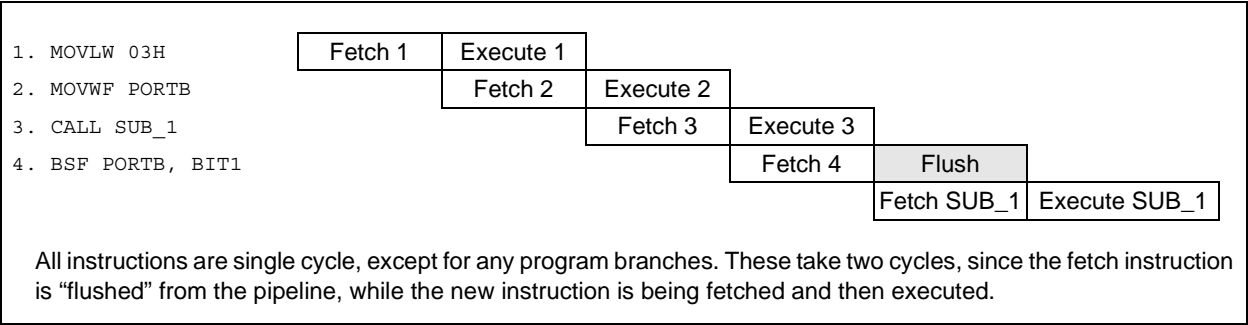 1. MOVLW 03H Fetch 1 Execute 1
2. MOVWF PORTB Fetch 2 Execute 2
3. CALL SUB_1 Fetch 3 Execute 3
4. BSF PORTB, BIT1 Fetch 4 Flush
Fetch SUB_1 Execute SUB_1
All instructions are single cycle, except for any program branches. These take two cycles, since the fetch instruction
is “flushed” from the pipeline, while the new instruction is being fetched and then executed.